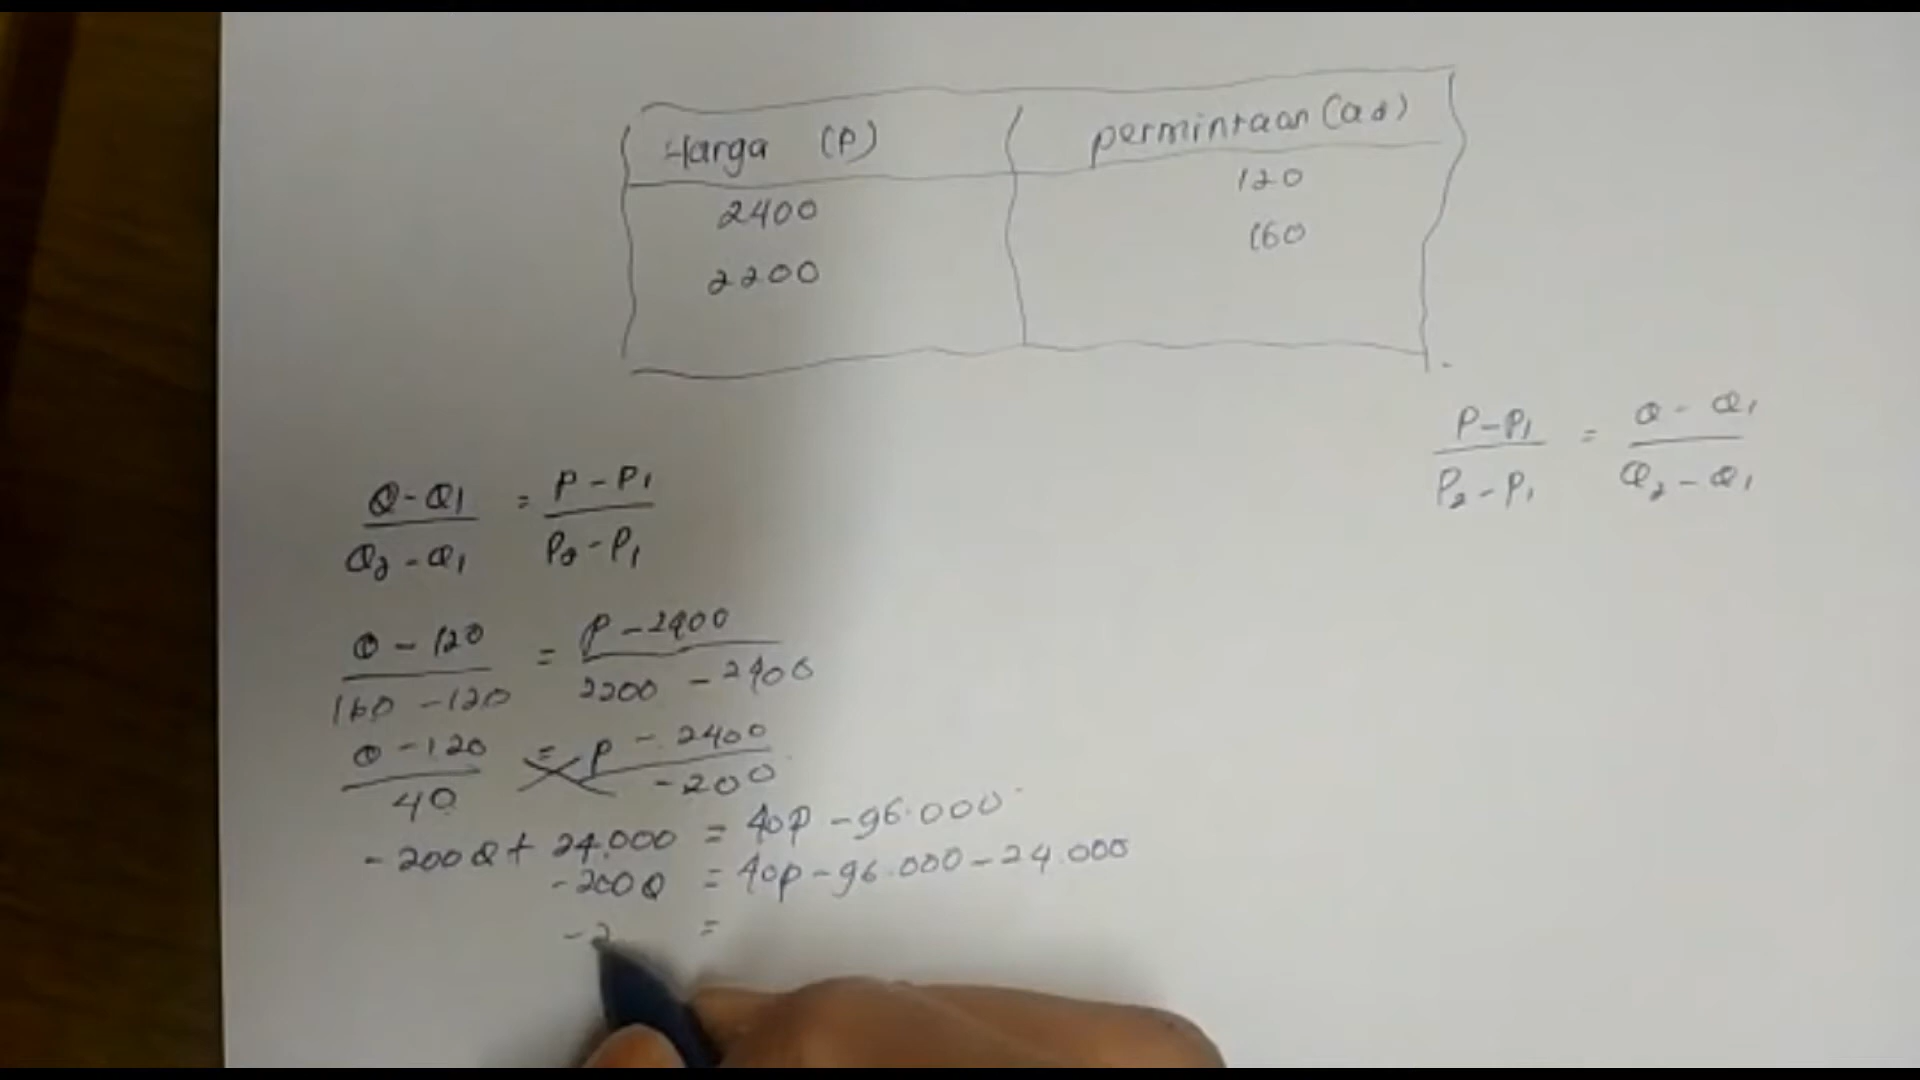 Harga (P) permintaan (Qd)
2400 120
2200 160
P - P1 / P2 - P1 = Q - Q1 / Q2 - Q1
Q - Q1 / Q2 - Q1 = P - P1 / P2 - P1
Q - 120 / 160 - 120 = P - 2400 / 2200 - 2400
Q - 120 / 40 = P - 2400 / -200
-200Q + 24.000 = 40P - 96.000
-200Q = 40P - 96.000 - 24.000
-2 =